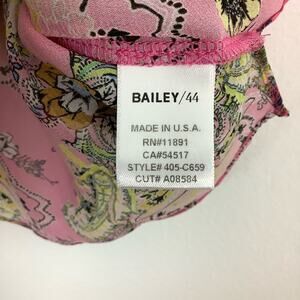 BAILEY/44
MADE IN U.S.A.
RN#11891
CA#54517
STYLE# 405-C659
CUT# A08584